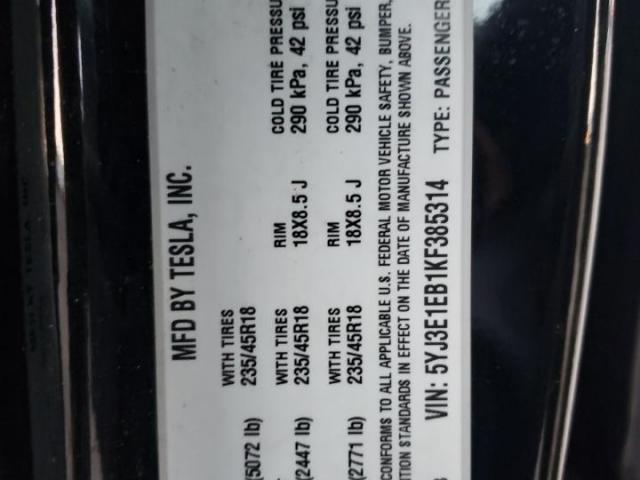 MFD BY TESLA, INC.
WITH TIRES
(5072 lb) 235/45R18
WITH TIRES RIM COLD TIRE PRESSU
(2447 lb) 235/45R18 18X8.5 J 290 kPa, 42 psi
WITH TIRES RIM COLD TIRE PRESSU
(2771 lb) 235/45R18 18X8.5 J 290 kPa, 42 psi
CONFORMS TO ALL APPLICABLE U.S. FEDERAL MOTOR VEHICLE SAFETY, BUMPER,
TION STANDARDS IN EFFECT ON THE DATE OF MANUFACTURE SHOWN ABOVE.
VIN: 5YJ3E1EB1KF385314 TYPE: PASSENGER